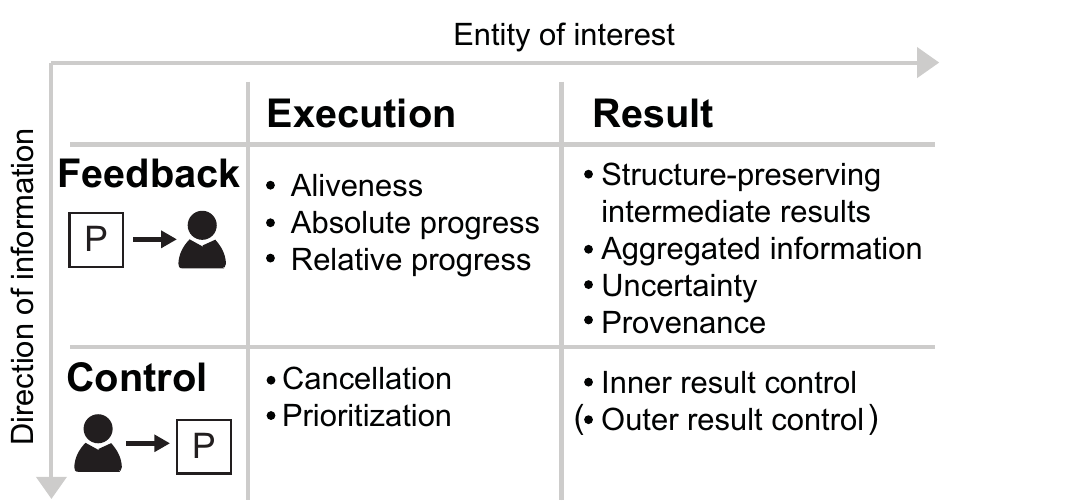 Entity of interest
Direction of information
Execution
Result
Feedback
P
• Aliveness
• Absolute progress
• Relative progress
• Structure-preserving
intermediate results
• Aggregated information
• Uncertainty
• Provenance
Control
P
• Cancellation
• Prioritization
• Inner result control
(• Outer result control)